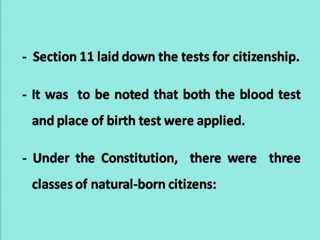 - Section 11 laid down the tests for citizenship.
- It was to be noted that both the blood test
and place of birth test were applied.
- Under the Constitution, there were three
classes of natural-born citizens: